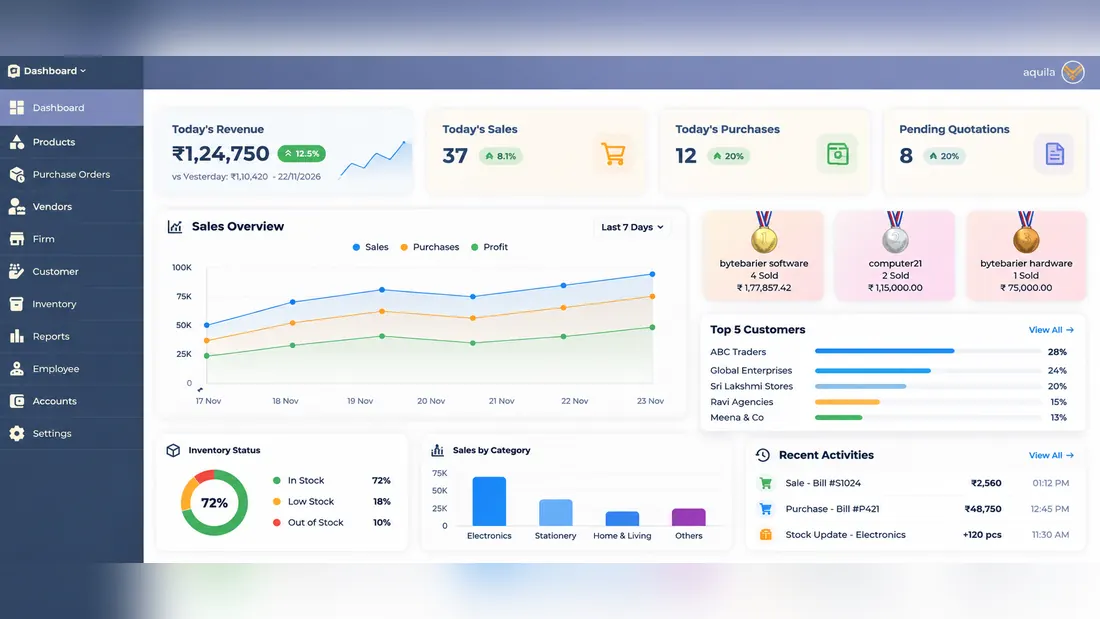 Dashboard
aquila
Dashboard
Products
Purchase Orders
Vendors
Firm
Customer
Inventory
Reports
Employee
Accounts
Settings
Today's Revenue
₹1,24,750
12.5%
vs Yesterday: ₹1,10,420 - 22/11/2026
Today's Sales
37
8.1%
Today's Purchases
12
20%
Pending Quotations
8
20%
Sales Overview
Last 7 Days
Sales
Purchases
Profit
100K
75K
50K
25K
0
17 Nov
18 Nov
19 Nov
20 Nov
21 Nov
22 Nov
23 Nov
1
bytebarier software
4 Sold
₹ 1,77,857.42
2
computer21
2 Sold
₹ 1,15,000.00
3
bytebarier hardware
1 Sold
₹ 75,000.00
Top 5 Customers
View All →
ABC Traders
28%
Global Enterprises
24%
Sri Lakshmi Stores
20%
Ravi Agencies
15%
Meena & Co
13%
Inventory Status
72%
In Stock
72%
Low Stock
18%
Out of Stock
10%
Sales by Category
75K
50K
25K
0
Electronics
Stationery
Home & Living
Others
Recent Activities
View All →
Sale - Bill #S1024
₹2,560
01:12 PM
Purchase - Bill #P421
₹48,750
12:45 PM
Stock Update - Electronics
+120 pcs
11:30 AM